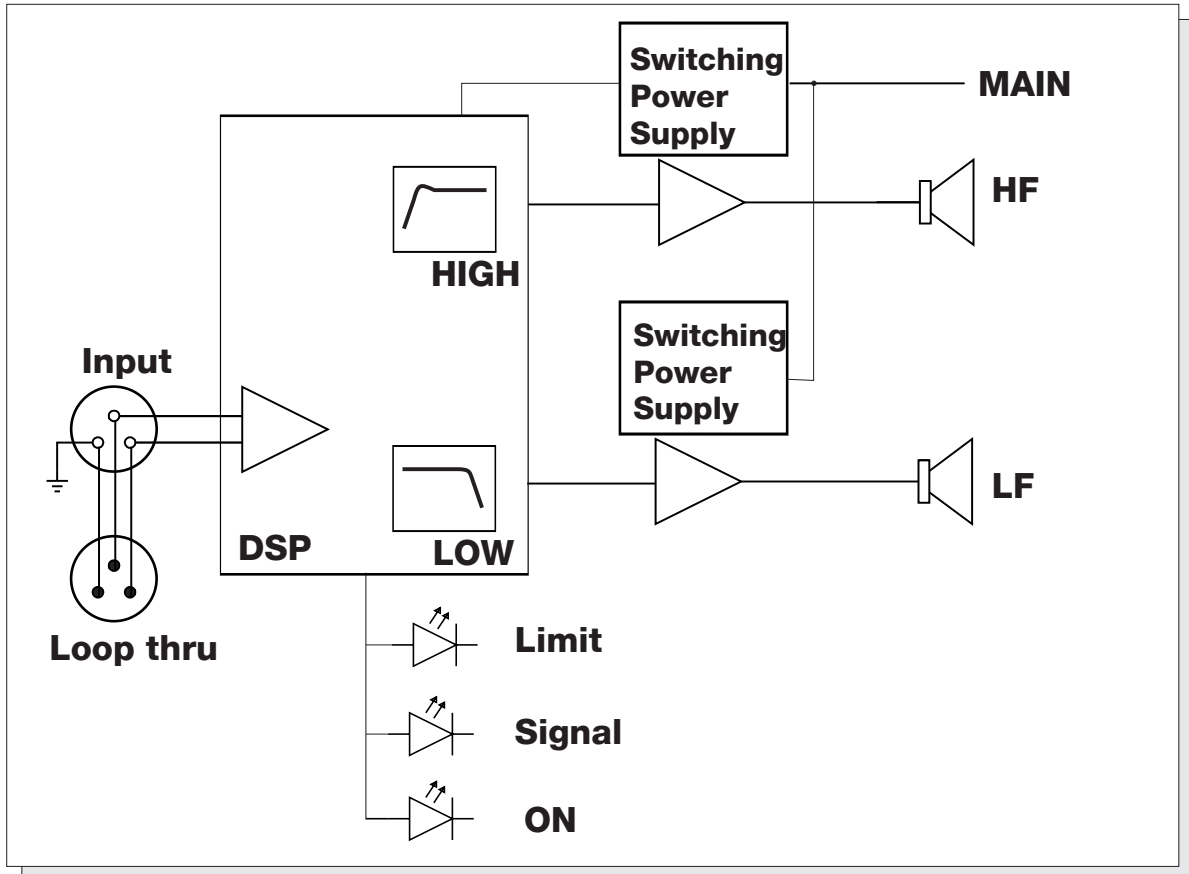 Switching
Power
Supply
MAIN
HF
HIGH
Switching
Power
Supply
Input
LF
DSP
LOW
Loop thru
Limit
Signal
ON